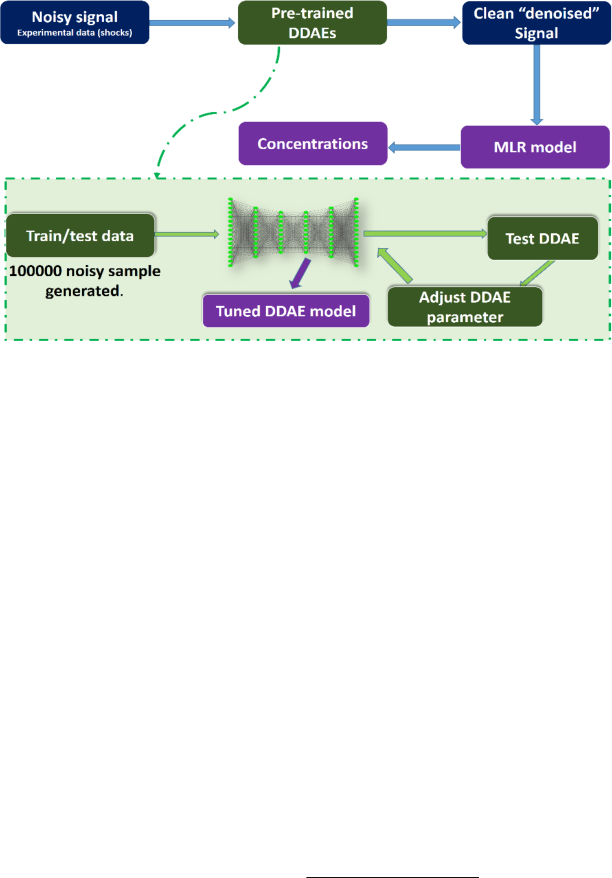 Noisy signal
Experimental data (shocks)
Pre-trained
DDAEs
Clean “denoised”
Signal
Concentrations
MLR model
Train/test data
100000 noisy sample
generated.
Test DDAE
Tuned DDAE model
Adjust DDAE
parameter